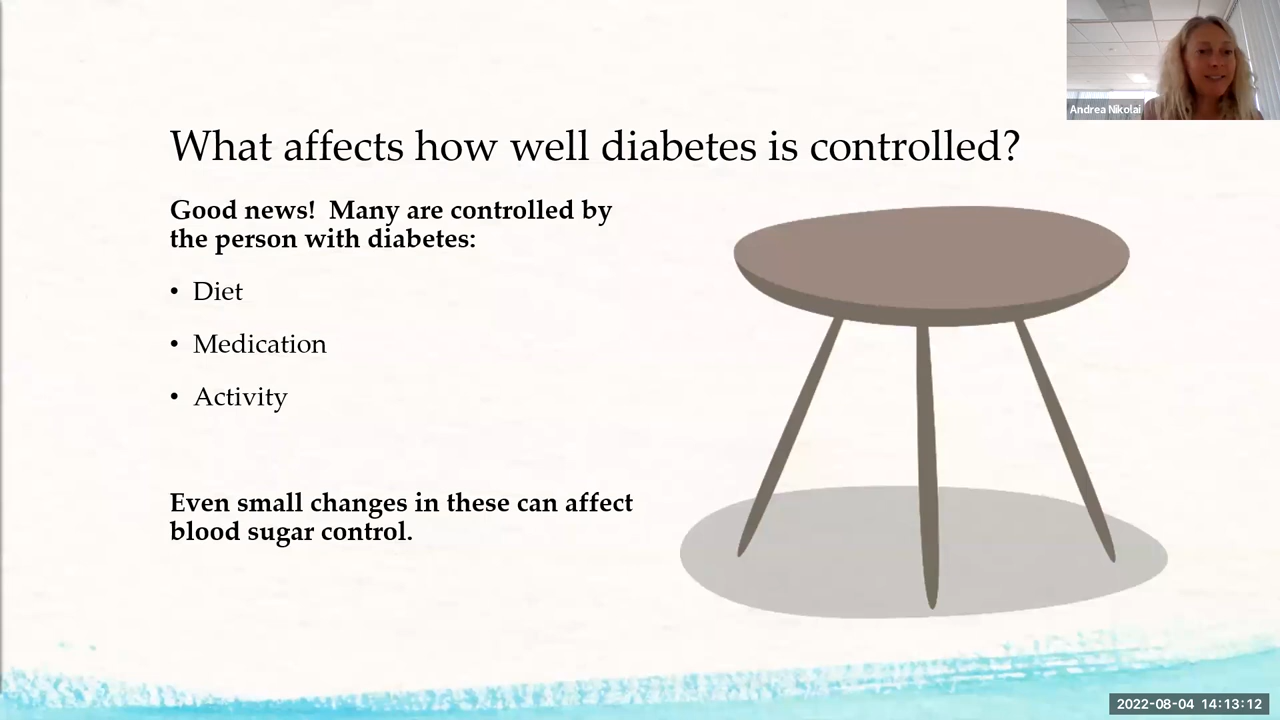 Andrea Nikolai
What affects how well diabetes is controlled?
Good news!  Many are controlled by
the person with diabetes:
• Diet
• Medication
• Activity
Even small changes in these can affect
blood sugar control.
2022-08-04 14:13:12